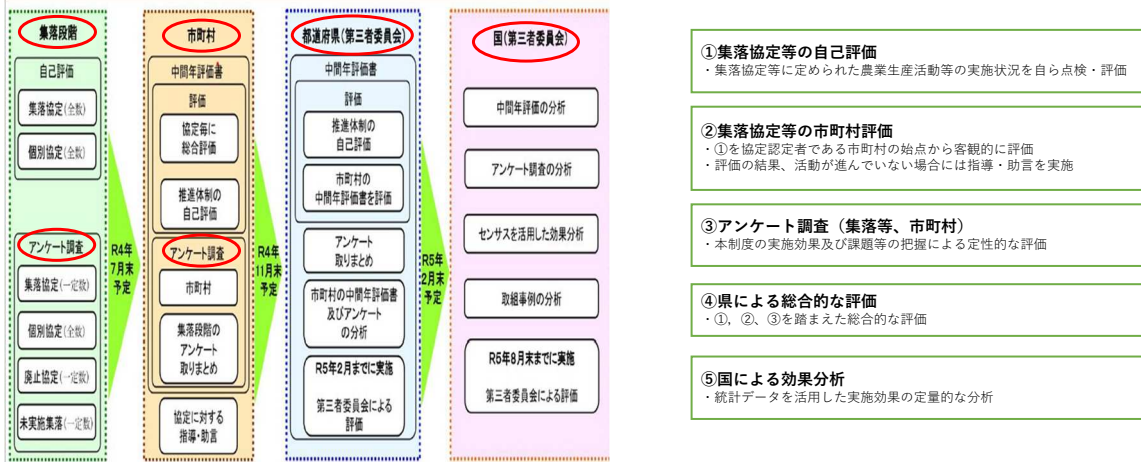 集落段階
自己評価
集落協定(全数)
個別協定(全数)
アンケート調査
集落協定(一定数)
個別協定(全数)
廃止協定(一定数)
未実施集落(一定数)
R4年
7月末
予定
市町村
中間年評価書
評価
協定毎に
総合評価
推進体制の
自己評価
アンケート調査
市町村
集落段階の
アンケート
取りまとめ
協定に対する
指導・助言
R4年
11月末
予定
都道府県(第三者委員会)
中間年評価書
評価
推進体制の
自己評価
市町村の
中間年評価書を評価
アンケート
取りまとめ
市町村の中間年評価書
及びアンケート
の分析
R5年2月までに実施
第三者委員会による
評価
R5年
2月末
予定
国(第三者委員会)
中間年評価の分析
アンケート調査の分析
センサスを活用した効果分析
取組事例の分析
R5年8月末までに実施
第三者委員会による評価
①集落協定等の自己評価
・集落協定等に定められた農業生産活動等の実施状況を自ら点検・評価
②集落協定等の市町村評価
・①を協定認定者である市町村の始点から客観的に評価
・評価の結果、活動が進んでいない場合には指導・助言を実施
③アンケート調査（集落等、市町村）
・本制度の実施効果及び課題等の把握による定性的な評価
④県による総合的な評価
・①，②、③を踏まえた総合的な評価
⑤国による効果分析
・統計データを活用した実施効果の定量的な分析